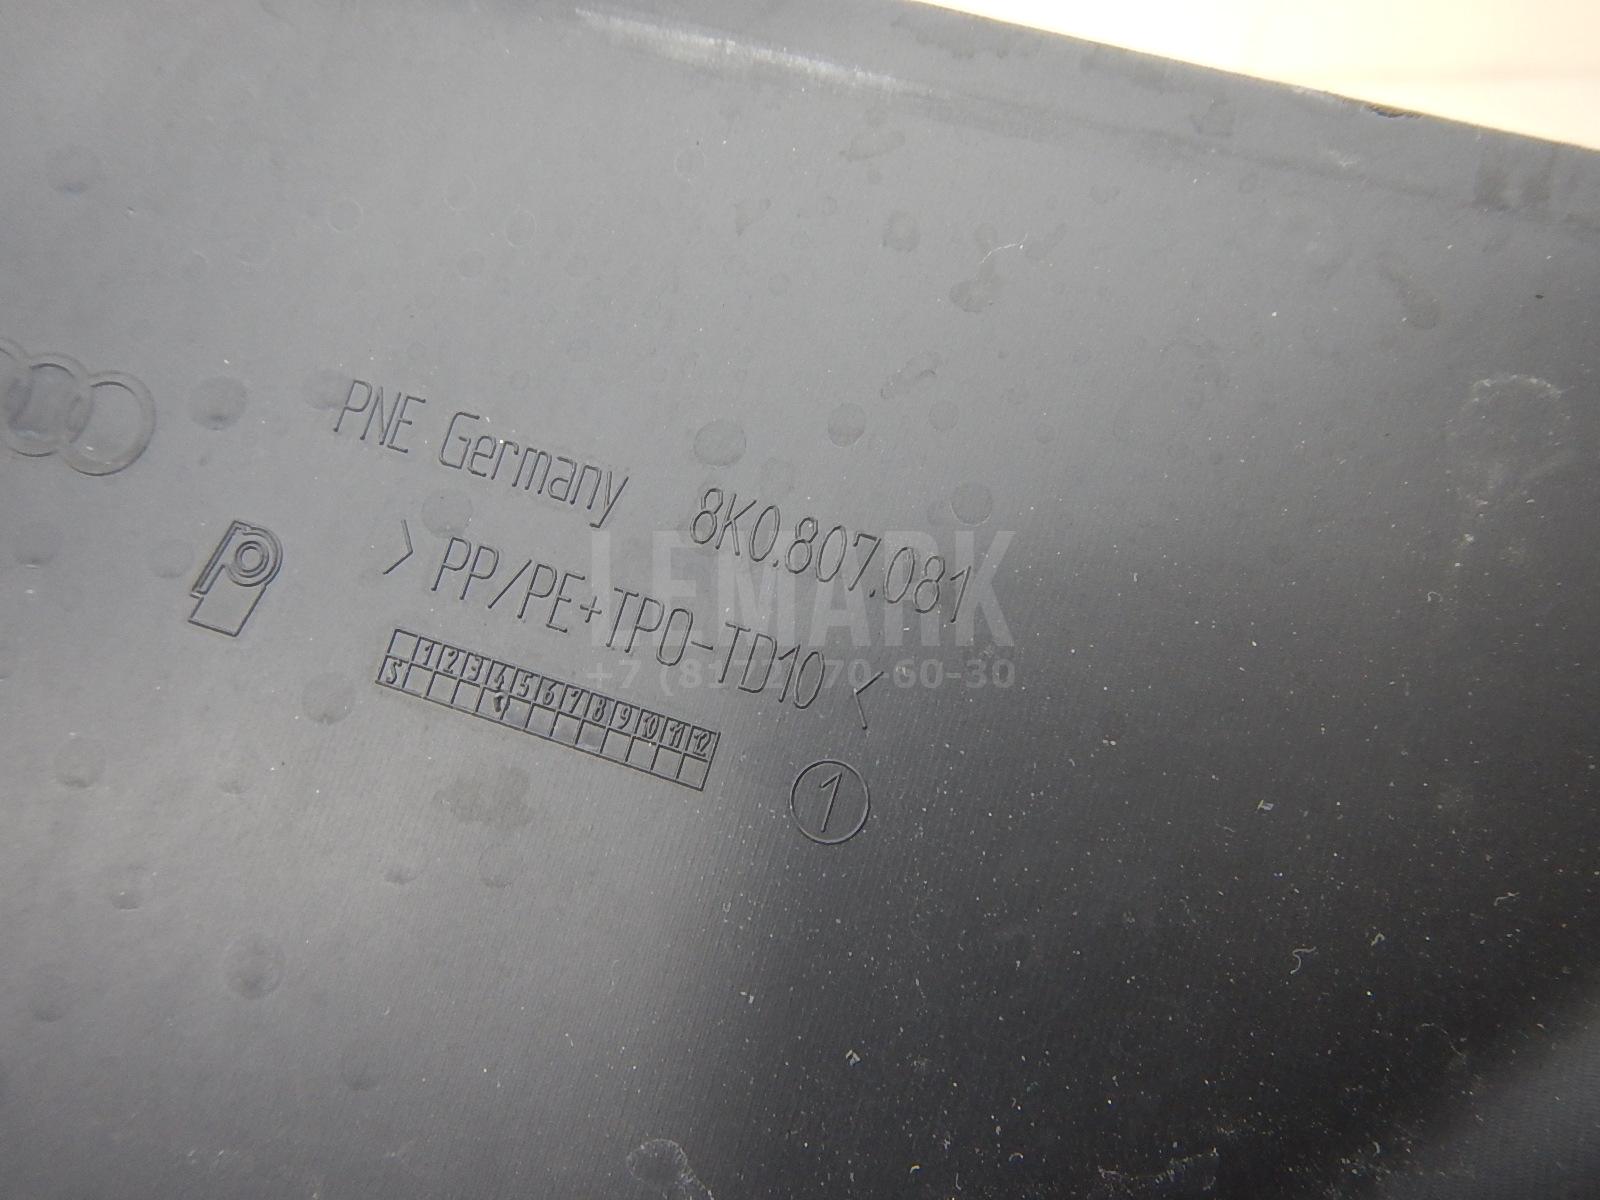 PNE Germany 8K0.807.081
>PP/PE+TPO-TD10<
1 2 3 4 5 6 7 8 9 10 11 12
1
LEMARK